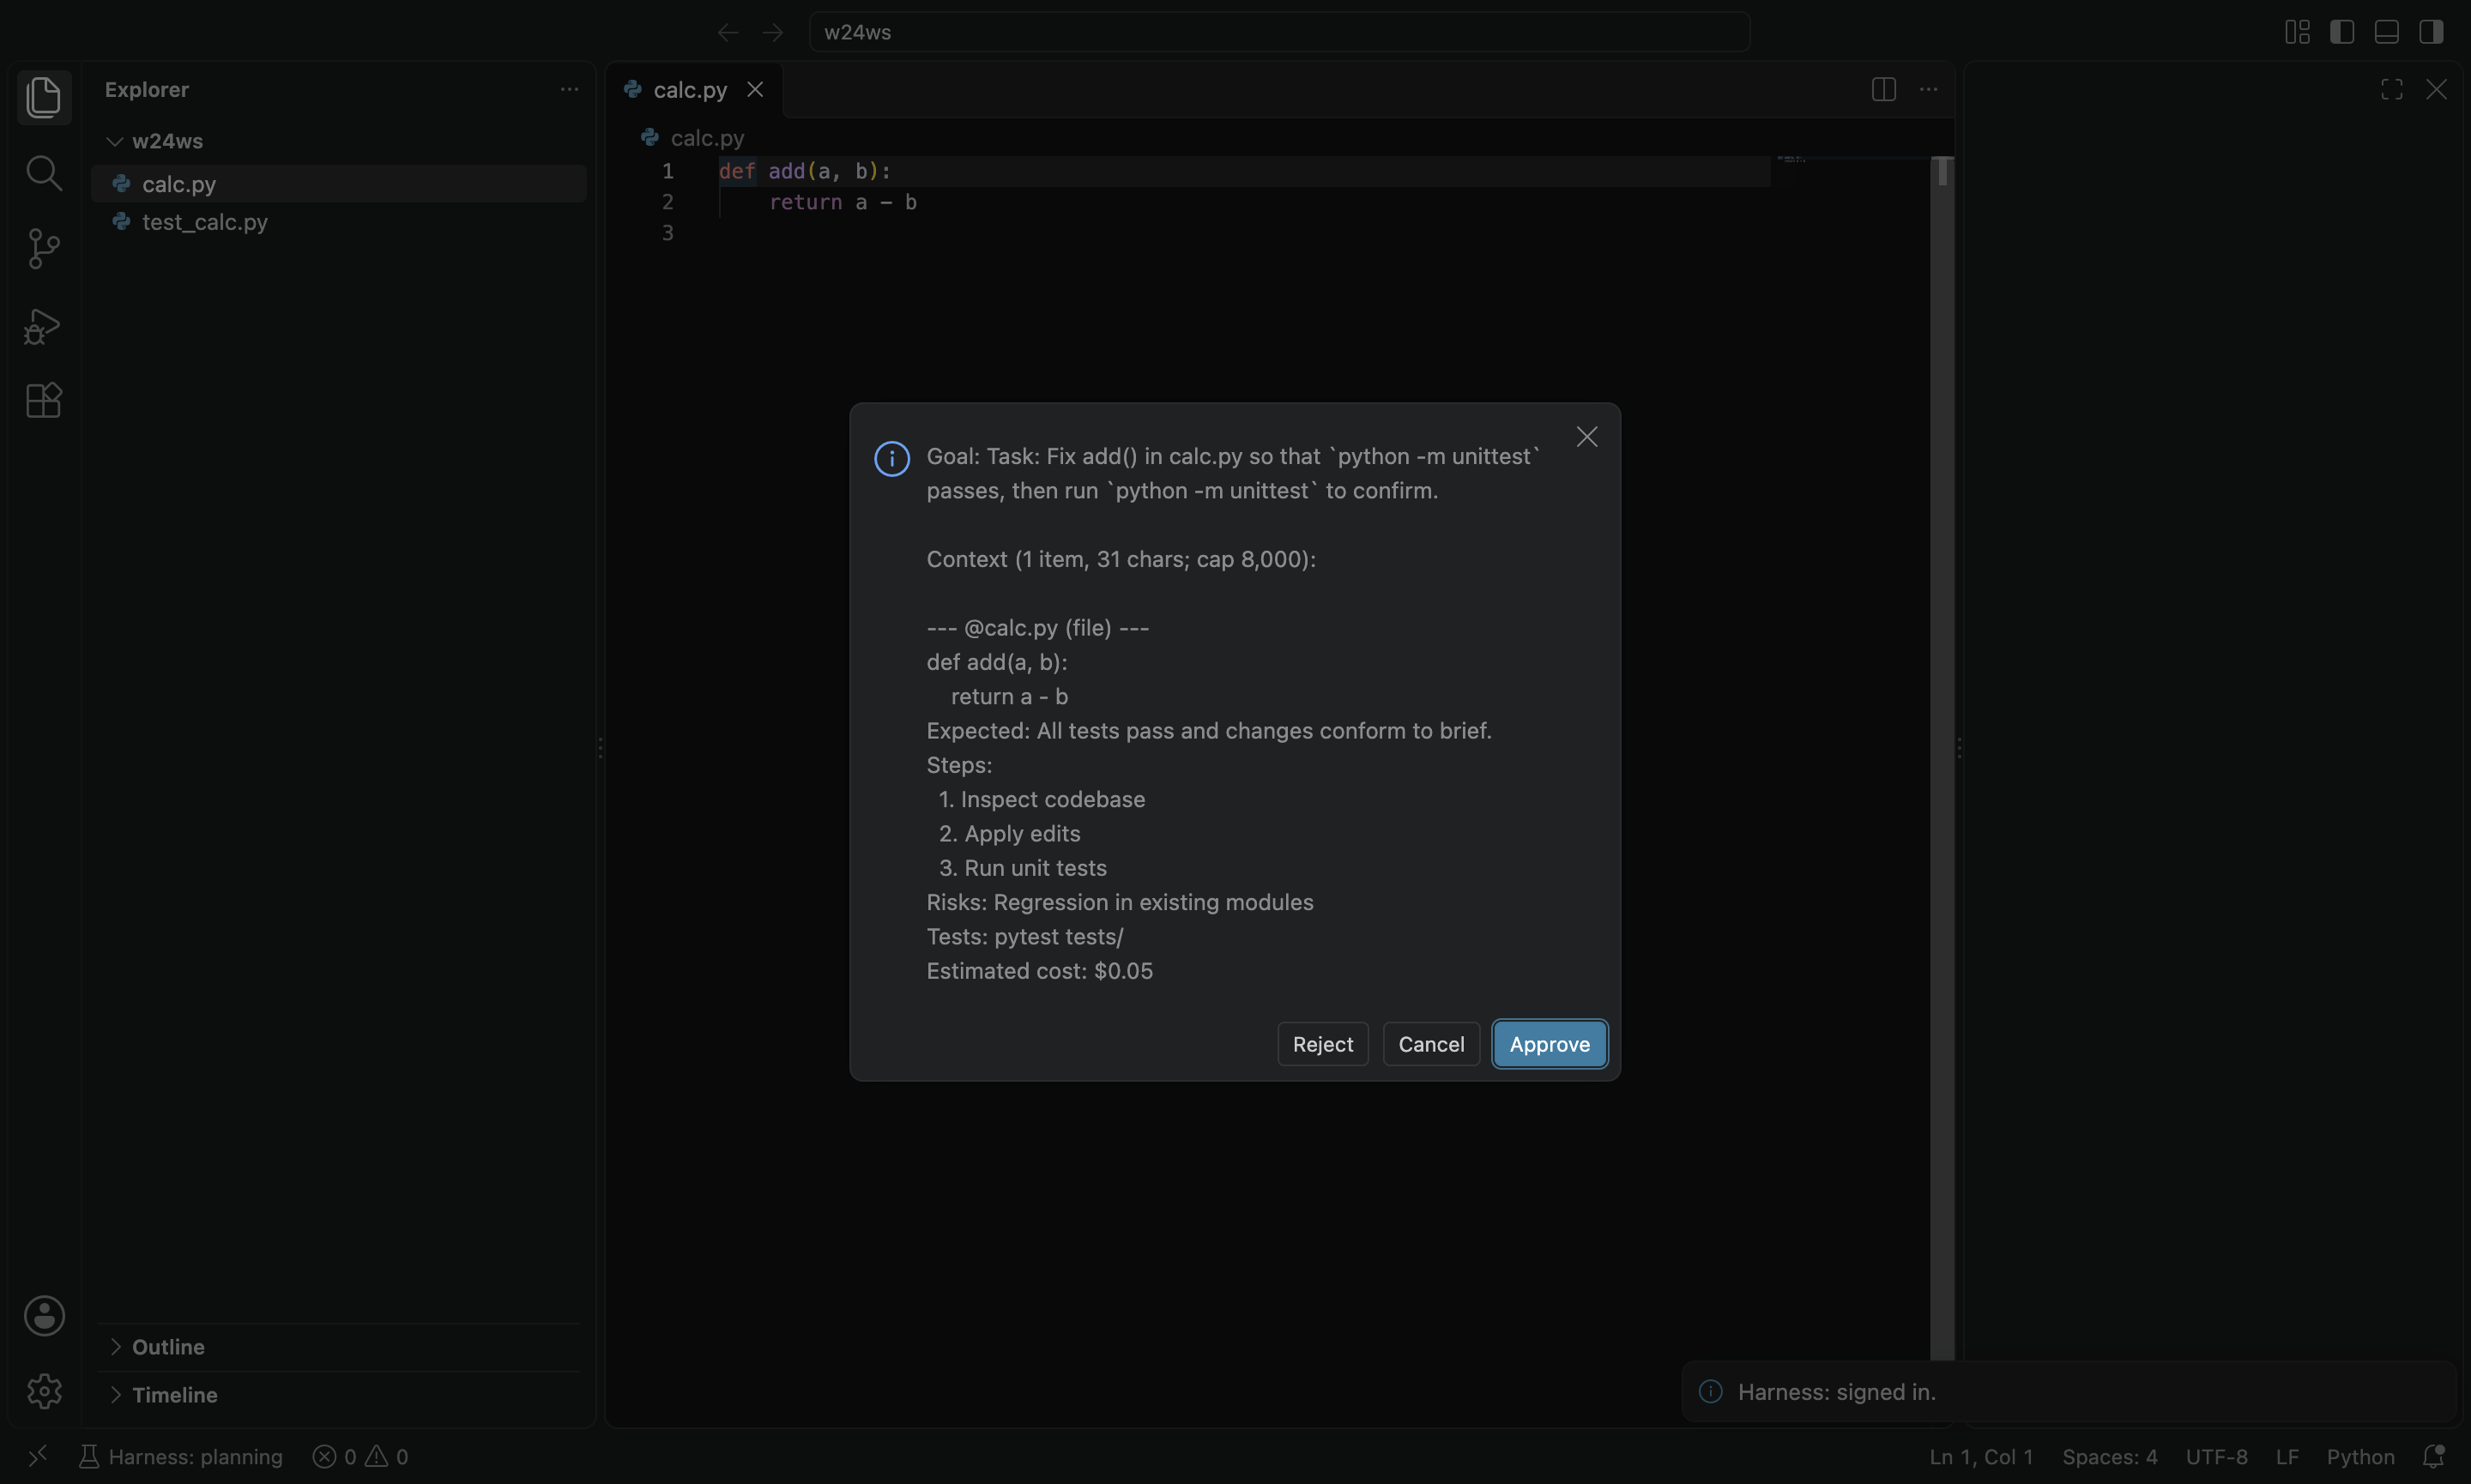 w24ws
Explorer
w24ws
calc.py
test_calc.py
Outline
Timeline
calc.py
calc.py
1 def add(a, b):
2 return a - b
3
Goal: Task: Fix add() in calc.py so that `python -m unittest`
passes, then run `python -m unittest` to confirm.
Context (1 item, 31 chars; cap 8,000):
--- @calc.py (file) ---
def add(a, b):
return a - b
Expected: All tests pass and changes conform to brief.
Steps:
1. Inspect codebase
2. Apply edits
3. Run unit tests
Risks: Regression in existing modules
Tests: pytest tests/
Estimated cost: $0.05
Reject Cancel Approve
Harness: signed in.
Harness: planning 0 0 Ln 1, Col 1 Spaces: 4 UTF-8 LF Python